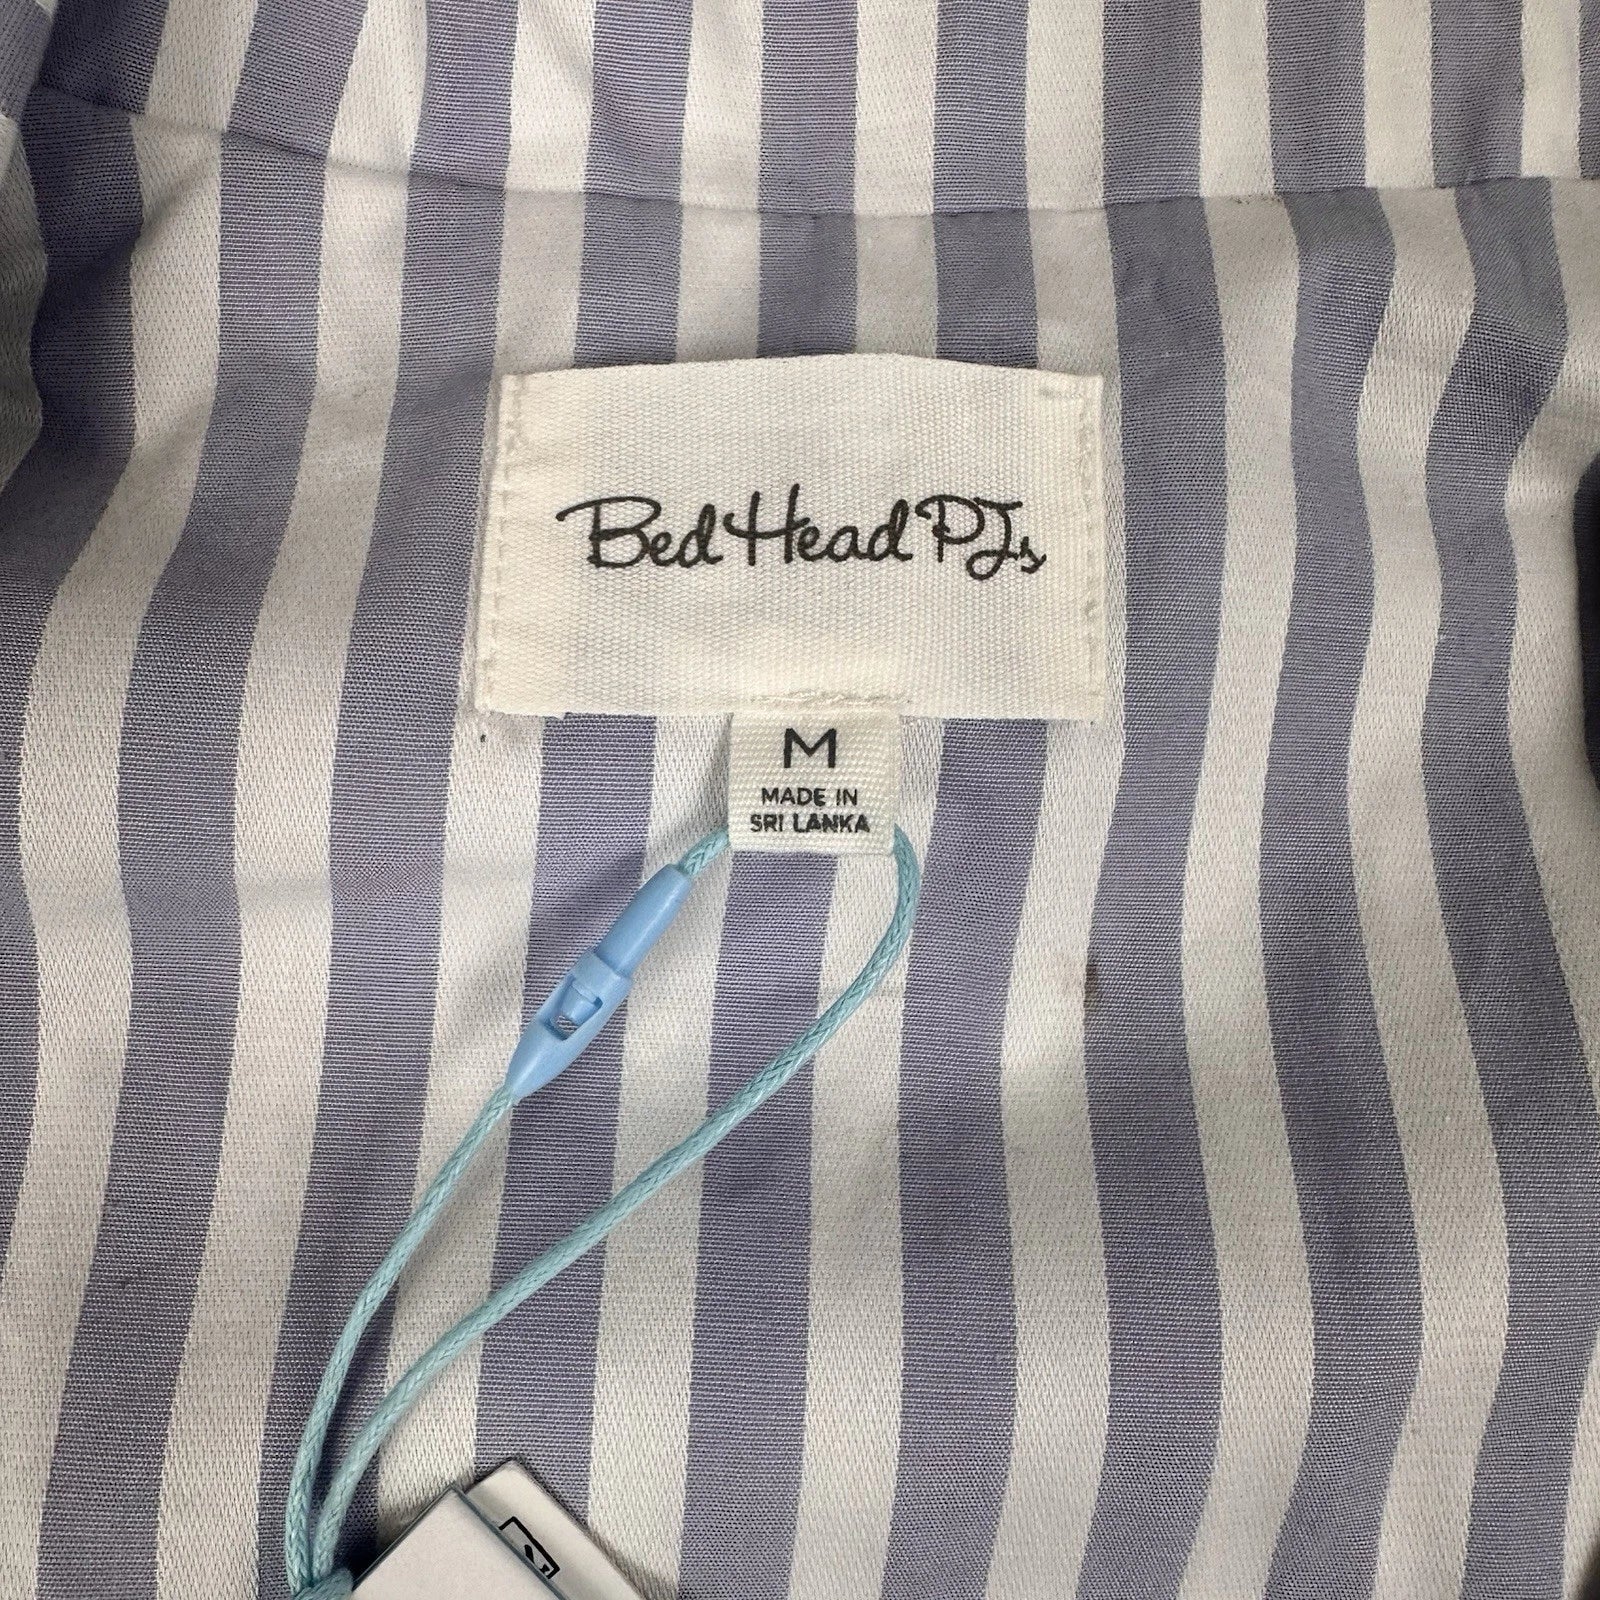 Bed Head PJs
M
MADE IN
SRI LANKA